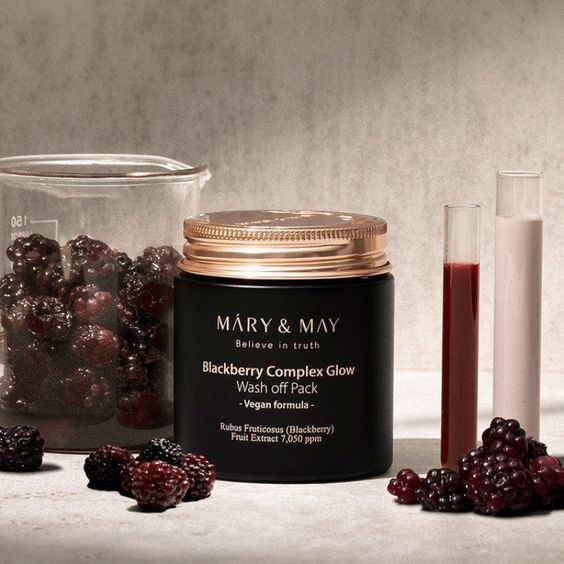 150
MÁRY & MAY
Believe in truth
Blackberry Complex Glow
Wash off Pack
- Vegan formula -
Rubus Fruticosus (Blackberry)
Fruit Extract 7,050 ppm